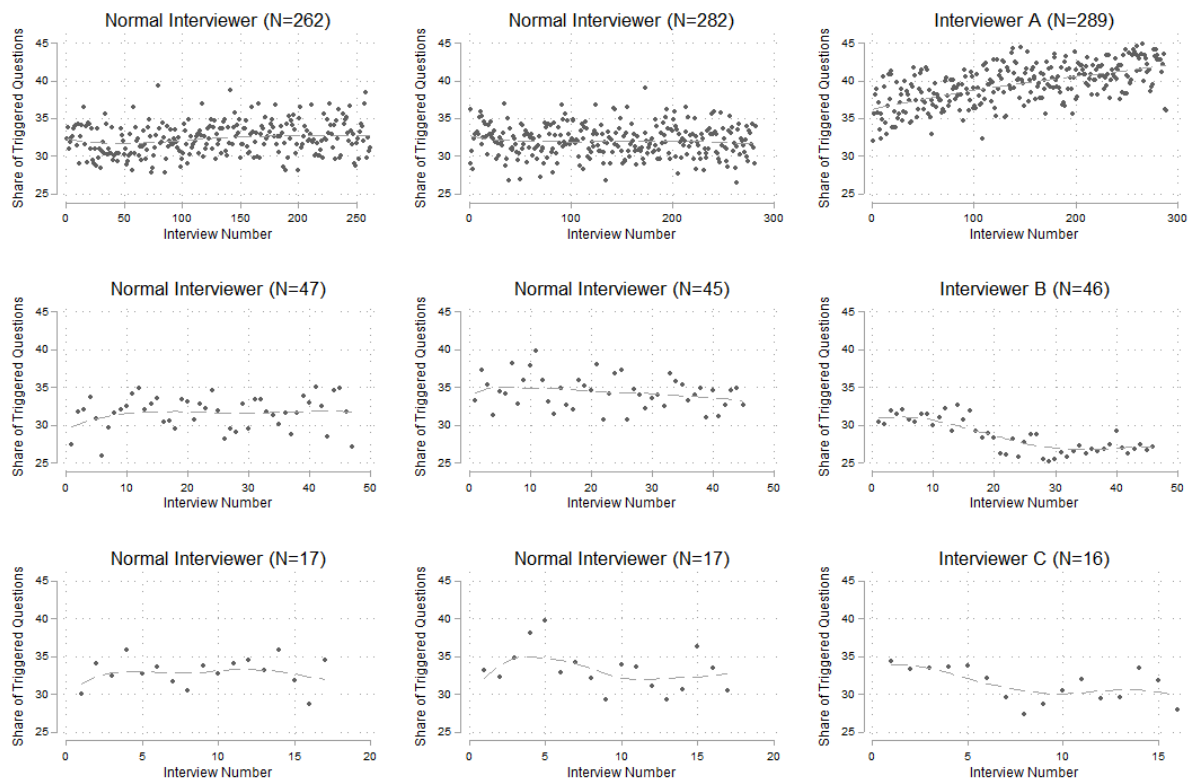 Normal Interviewer (N=262)
Share of Triggered Questions
45
40
35
30
25
0 50 100 150 200 250
Interview Number
Normal Interviewer (N=282)
Share of Triggered Questions
45
40
35
30
25
0 100 200 300
Interview Number
Interviewer A (N=289)
Share of Triggered Questions
45
40
35
30
25
0 100 200 300
Interview Number
Normal Interviewer (N=47)
Share of Triggered Questions
45
40
35
30
25
0 10 20 30 40 50
Interview Number
Normal Interviewer (N=45)
Share of Triggered Questions
45
40
35
30
25
0 10 20 30 40 50
Interview Number
Interviewer B (N=46)
Share of Triggered Questions
45
40
35
30
25
0 10 20 30 40 50
Interview Number
Normal Interviewer (N=17)
Share of Triggered Questions
45
40
35
30
25
0 5 10 15 20
Interview Number
Normal Interviewer (N=17)
Share of Triggered Questions
45
40
35
30
25
0 5 10 15 20
Interview Number
Interviewer C (N=16)
Share of Triggered Questions
45
40
35
30
25
0 5 10 15
Interview Number